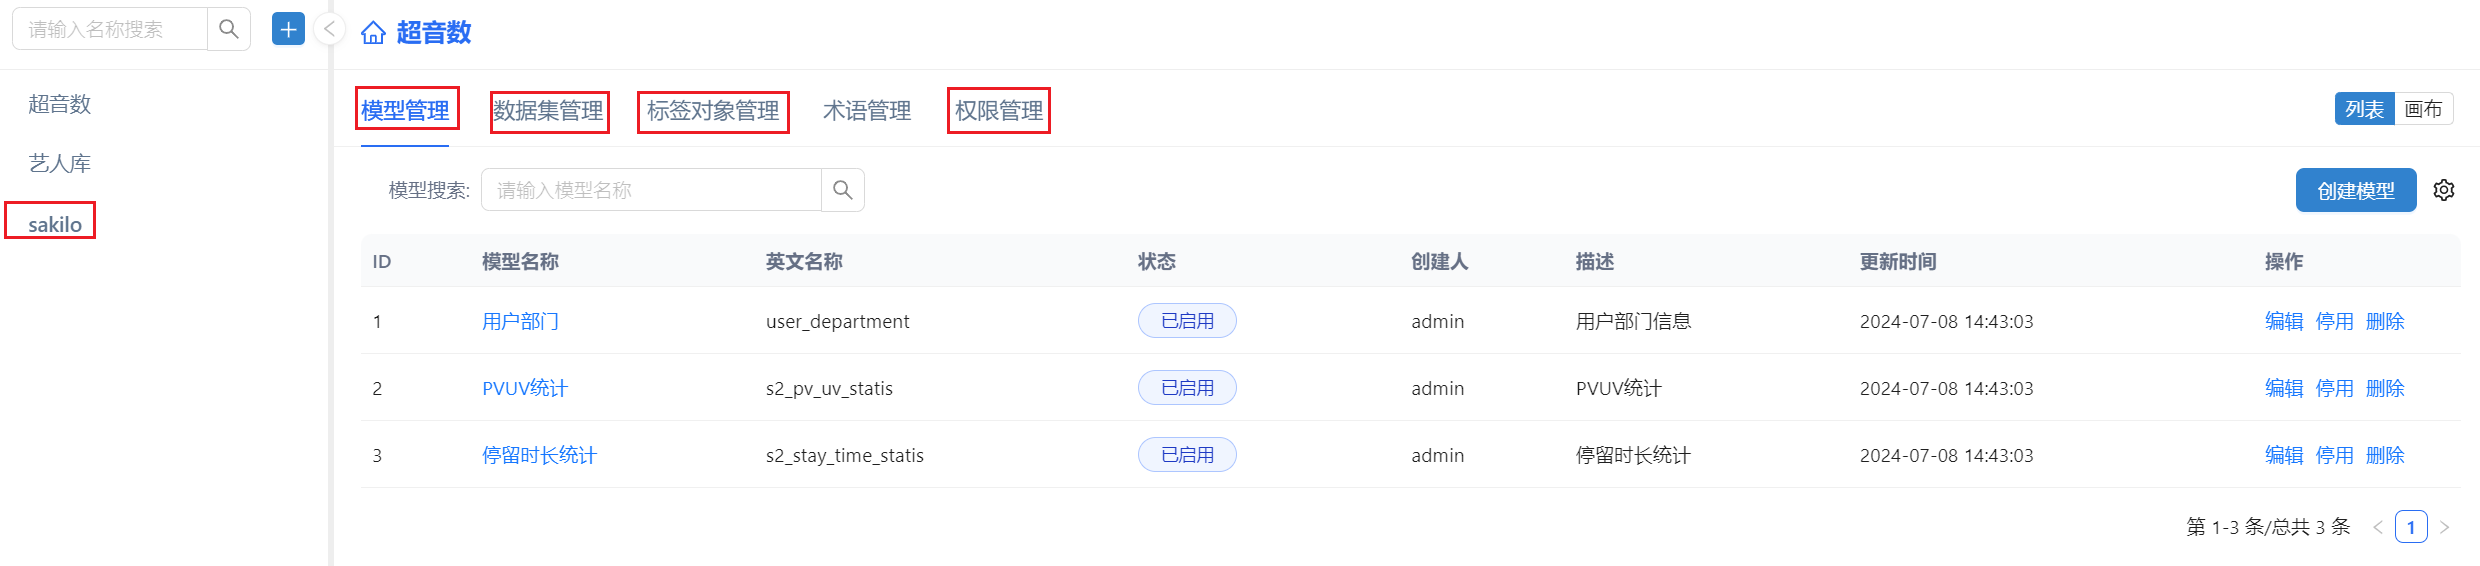 请输入名称搜索
超音数
艺人库
sakilo
超音数
模型管理 数据集管理 标签对象管理 术语管理 权限管理 列表 画布
模型搜索: 请输入模型名称 创建模型
ID 模型名称 英文名称 状态 创建人 描述 更新时间 操作
1 用户部门 user_department 已启用 admin 用户部门信息 2024-07-08 14:43:03 编辑 停用 删除
2 PVUV统计 s2_pv_uv_statis 已启用 admin PVUV统计 2024-07-08 14:43:03 编辑 停用 删除
3 停留时长统计 s2_stay_time_statis 已启用 admin 停留时长统计 2024-07-08 14:43:03 编辑 停用 删除
第 1-3 条/总共 3 条 < 1 >